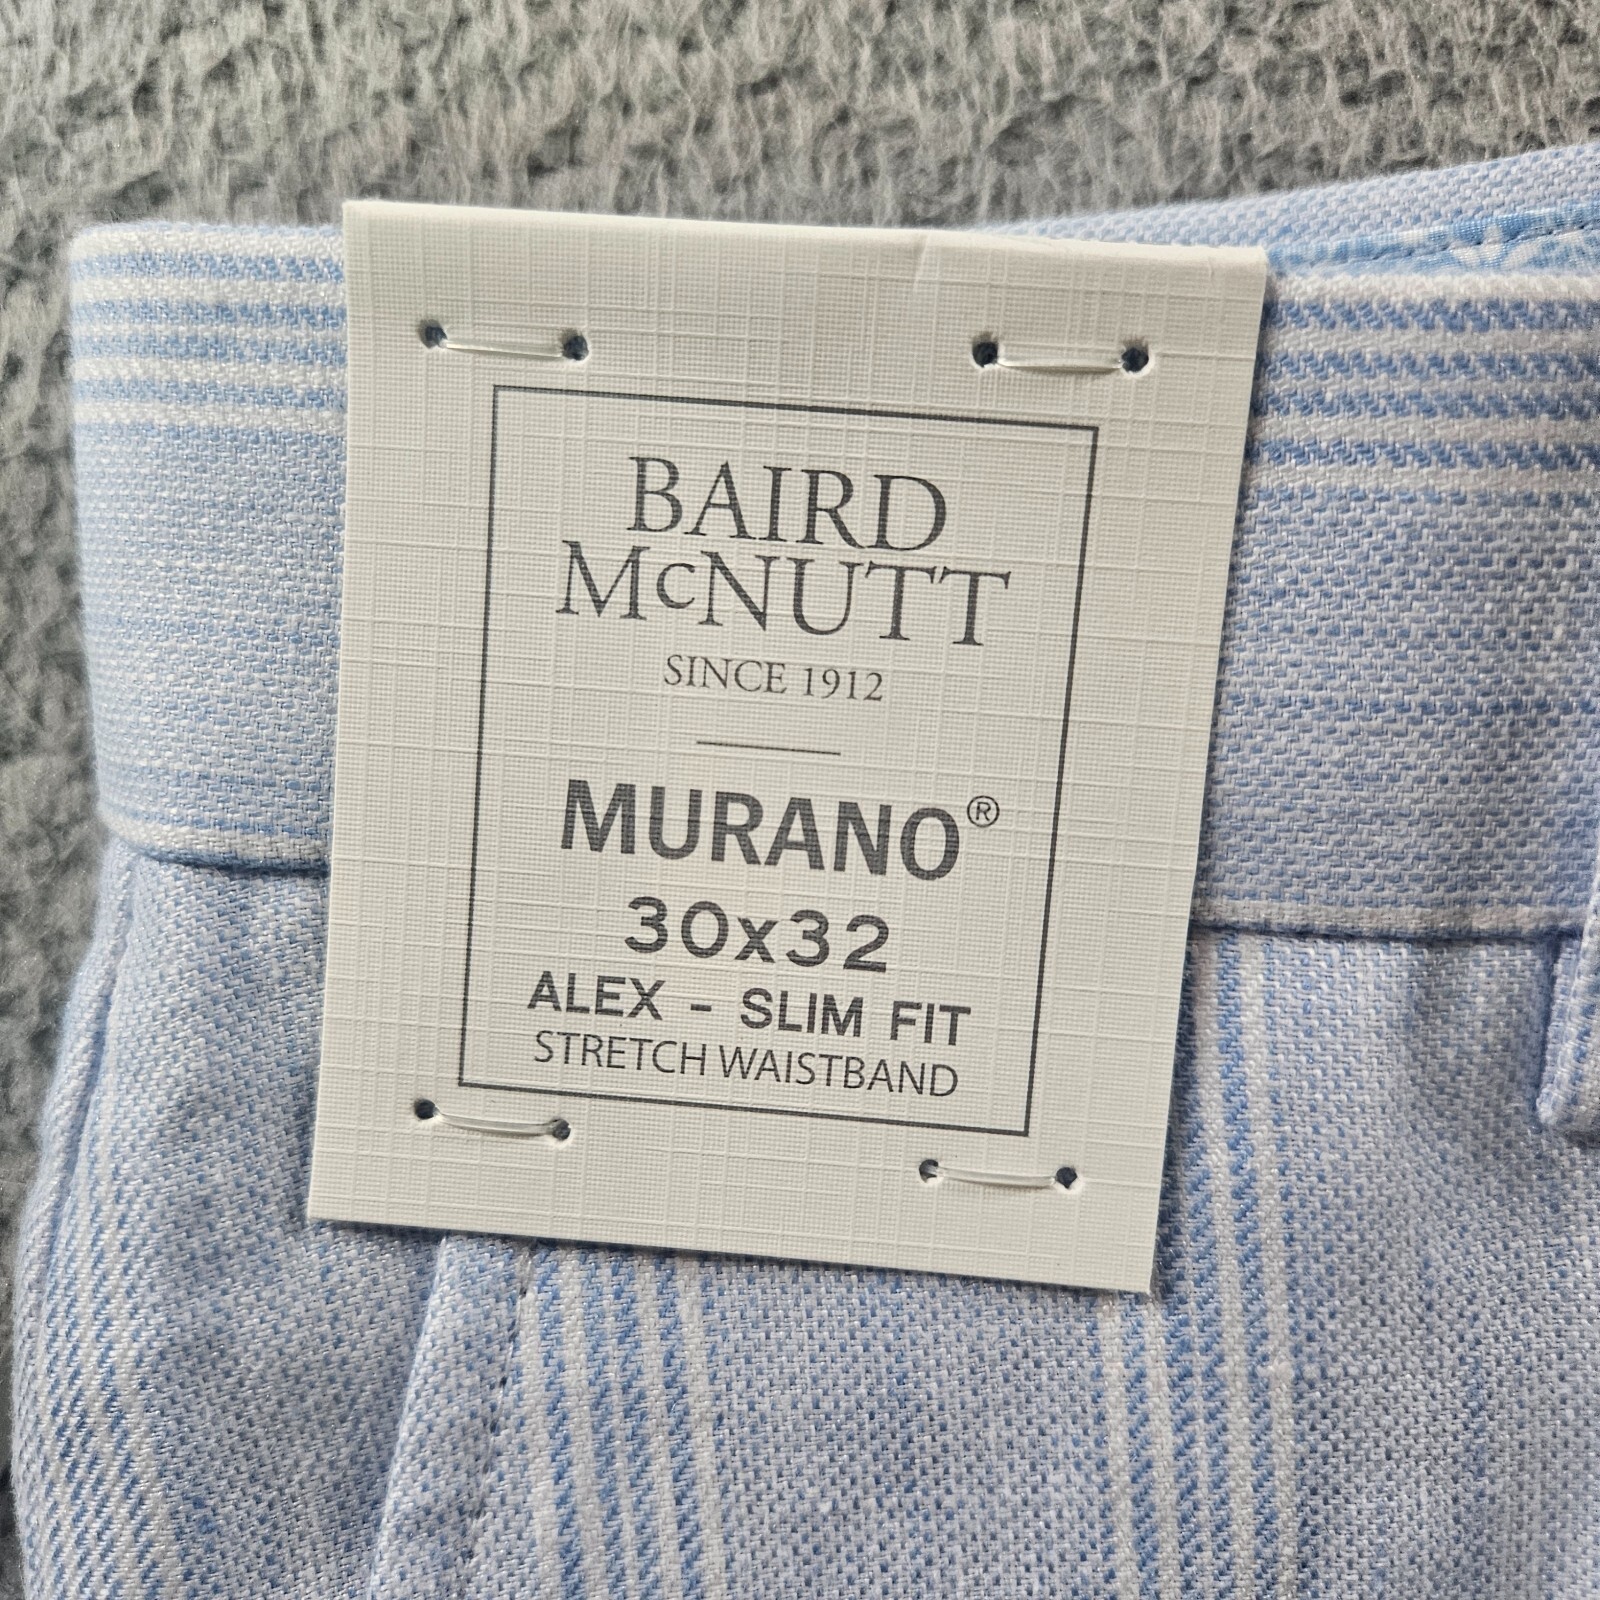 BAIRD
McNUTT
SINCE 1912
MURANO®
30x32
ALEX - SLIM FIT
STRETCH WAISTBAND